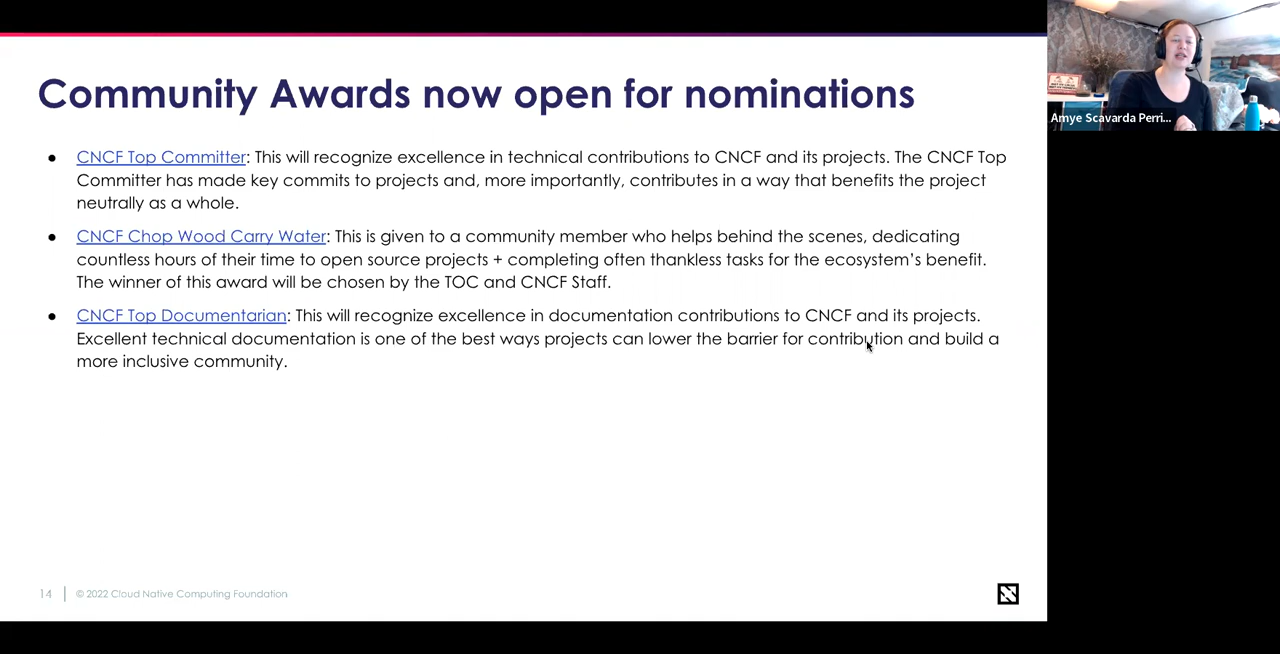 Community Awards now open for nominations
● CNCF Top Committer: This will recognize excellence in technical contributions to CNCF and its projects. The CNCF Top
Committer has made key commits to projects and, more importantly, contributes in a way that benefits the project
neutrally as a whole.
● CNCF Chop Wood Carry Water: This is given to a community member who helps behind the scenes, dedicating
countless hours of their time to open source projects + completing often thankless tasks for the ecosystem’s benefit.
The winner of this award will be chosen by the TOC and CNCF Staff.
● CNCF Top Documentarian: This will recognize excellence in documentation contributions to CNCF and its projects.
Excellent technical documentation is one of the best ways projects can lower the barrier for contribution and build a
more inclusive community.
14 | © 2022 Cloud Native Computing Foundation
Amye Scavarda Perri...